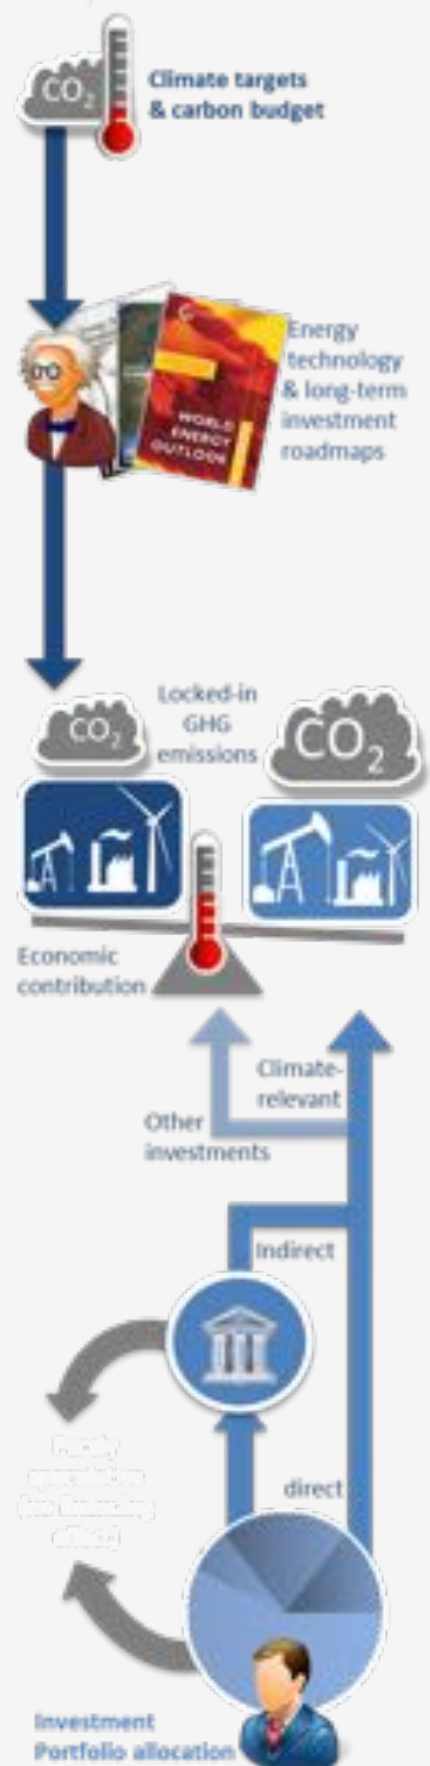 CO2
Climate targets
& carbon budget
Energy
technology
& long-term
investment
roadmaps
WORLD
ENERGY
OUTLOOK
Locked-in
GHG
emissions
CO2
CO2
Economic
contribution
Climate-
relevant
Other
investments
Indirect
direct
Investment
Portfolio allocation